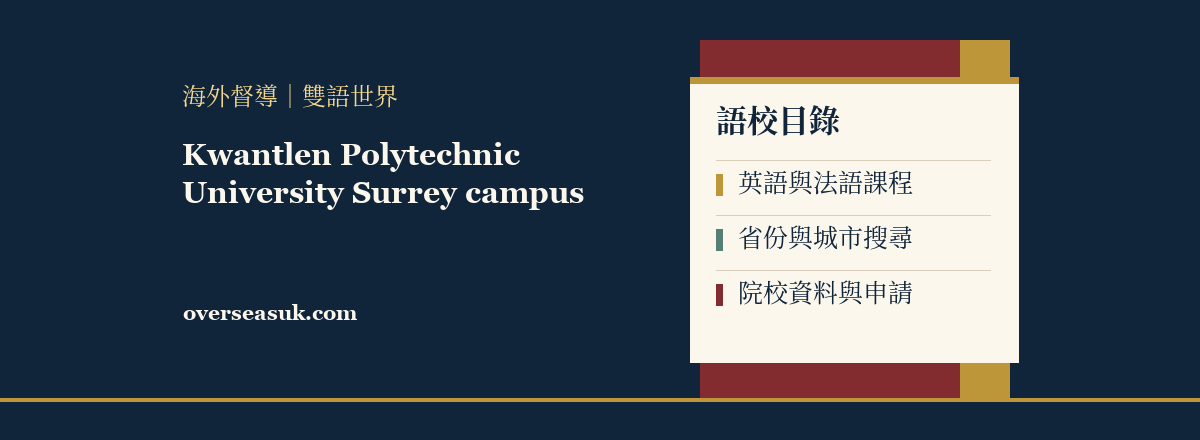 海外督導｜雙語世界
Kwantlen Polytechnic
University Surrey campus
overseasuk.com
語校目錄
英語與法語課程
省份與城市搜尋
院校資料與申請